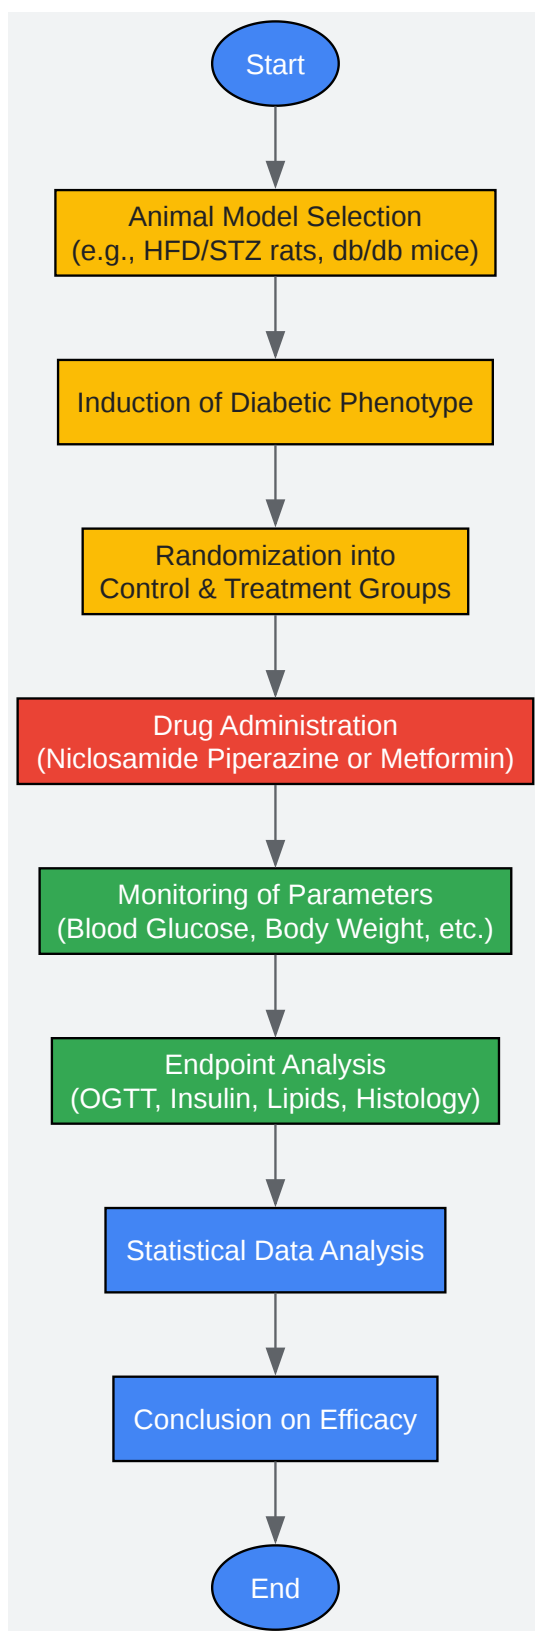 Start
Animal Model Selection
(e.g., HFD/STZ rats, db/db mice)
Induction of Diabetic Phenotype
Randomization into
Control & Treatment Groups
Drug Administration
(Niclosamide Piperazine or Metformin)
Monitoring of Parameters
(Blood Glucose, Body Weight, etc.)
Endpoint Analysis
(OGTT, Insulin, Lipids, Histology)
Statistical Data Analysis
Conclusion on Efficacy
End